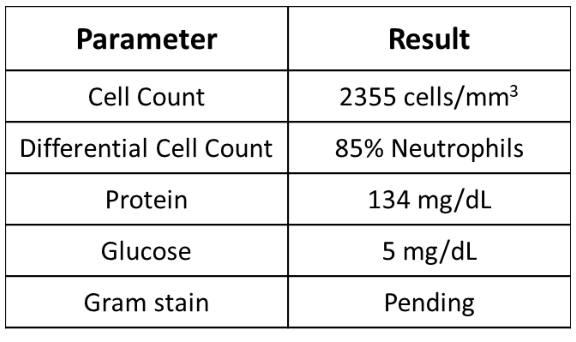 Parameter Result
Cell Count 2355 cells/mm³
Differential Cell Count 85% Neutrophils
Protein 134 mg/dL
Glucose 5 mg/dL
Gram stain Pending